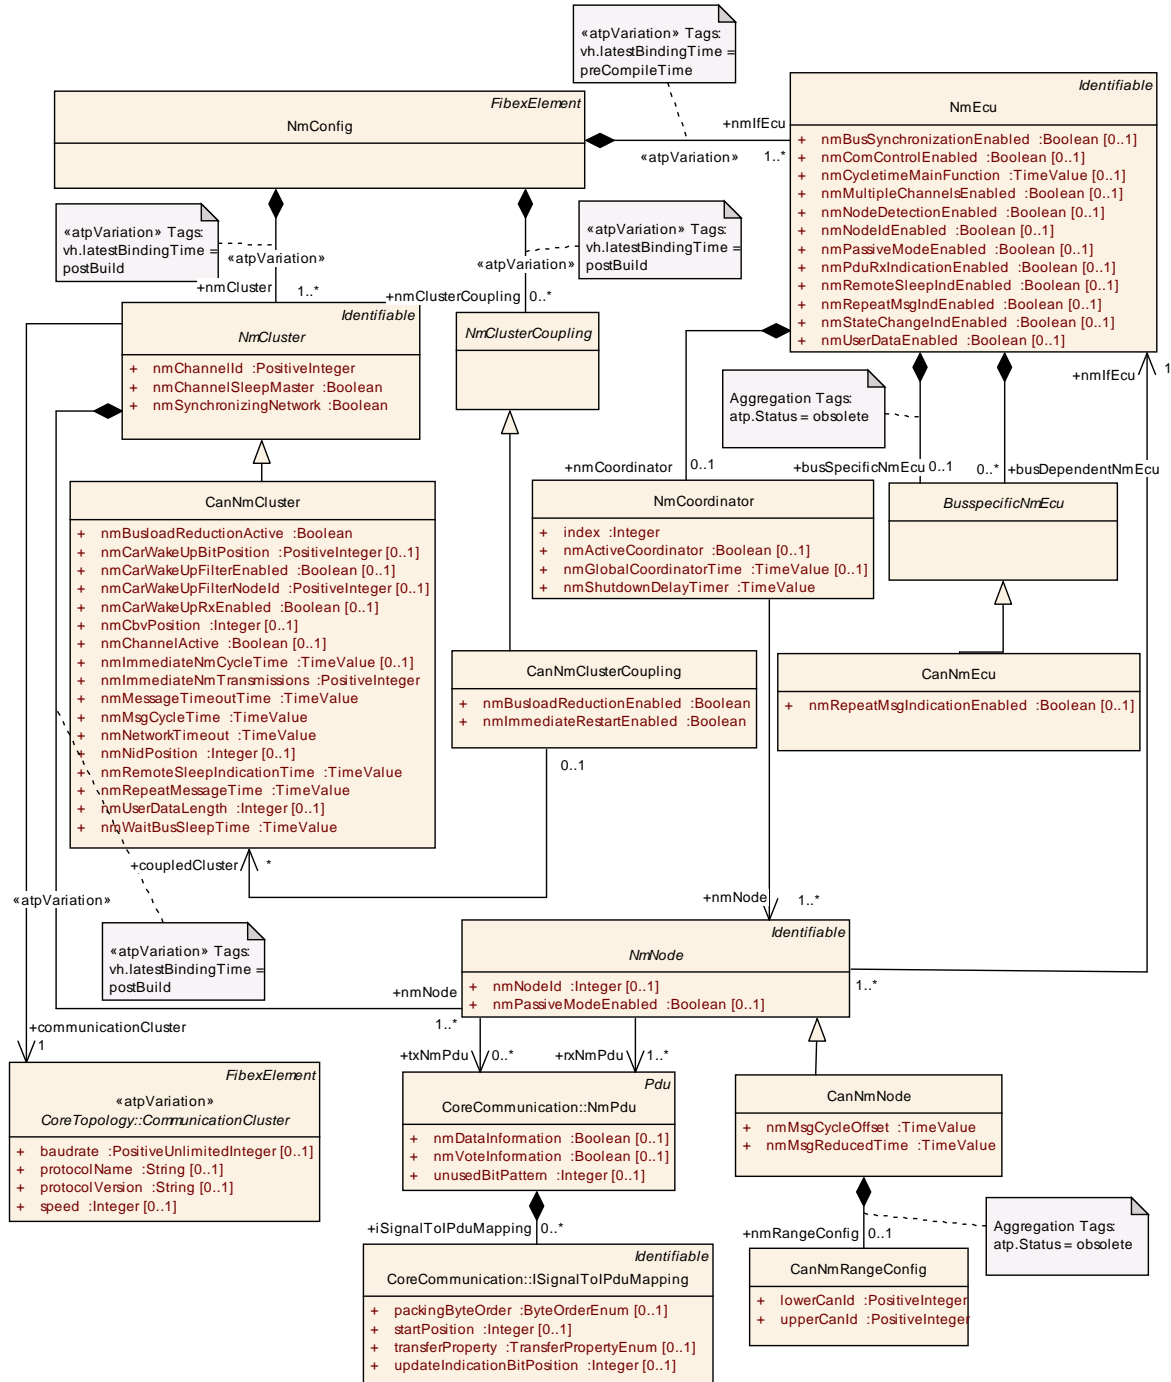 «atpVariation» Tags:
vh.latestBindingTime =
preCompileTime
Identifiable
NmEcu
+ nmBusSynchronizationEnabled :Boolean [0..1]
+ nmComControlEnabled :Boolean [0..1]
+ nmCycletimeMainFunction :TimeValue [0..1]
+ nmMultipleChannelsEnabled :Boolean [0..1]
+ nmNodeDetectionEnabled :Boolean [0..1]
+ nmNodeIdEnabled :Boolean [0..1]
+ nmPassiveModeEnabled :Boolean [0..1]
+ nmPduRxIndicationEnabled :Boolean [0..1]
+ nmRemoteSleepIndEnabled :Boolean [0..1]
+ nmRepeatMsgIndEnabled :Boolean [0..1]
+ nmStateChangeIndEnabled :Boolean [0..1]
+ nmUserDataEnabled :Boolean [0..1]
FibexElement
NmConfig
+nmIfEcu
«atpVariation»
1..*
«atpVariation» Tags:
vh.latestBindingTime =
postBuild
«atpVariation»
+nmCluster
1..*
«atpVariation» Tags:
vh.latestBindingTime =
postBuild
«atpVariation»
+nmClusterCoupling
0..*
Identifiable
NmCluster
+ nmChannelId :PositiveInteger
+ nmChannelSleepMaster :Boolean
+ nmSynchronizingNetwork :Boolean
NmClusterCoupling
+nmIfEcu
1
Aggregation Tags:
atp.Status = obsolete
+nmCoordinator
0..1
+busSpecificNmEcu
0..1
0..*
+busDependentNmEcu
CanNmCluster
+ nmBusloadReductionActive :Boolean
+ nmCarWakeUpBitPosition :PositiveInteger [0..1]
+ nmCarWakeUpFilterEnabled :Boolean [0..1]
+ nmCarWakeUpFilterNodeId :PositiveInteger [0..1]
+ nmCarWakeUpRxEnabled :Boolean [0..1]
+ nmCbvPosition :Integer [0..1]
+ nmChannelActive :Boolean [0..1]
+ nmImmediateNmCycleTime :TimeValue [0..1]
+ nmImmediateNmTransmissions :PositiveInteger
+ nmMessageTimeoutTime :TimeValue
+ nmMsgCycleTime :TimeValue
+ nmNetworkTimeout :TimeValue
+ nmNidPosition :Integer [0..1]
+ nmRemoteSleepIndicationTime :TimeValue
+ nmRepeatMessageTime :TimeValue
+ nmUserDataLength :Integer [0..1]
+ nmWaitBusSleepTime :TimeValue
NmCoordinator
+ index :Integer
+ nmActiveCoordinator :Boolean [0..1]
+ nmGlobalCoordinatorTime :TimeValue [0..1]
+ nmShutdownDelayTimer :TimeValue
BusspecificNmEcu
CanNmClusterCoupling
+ nmBusloadReductionEnabled :Boolean
+ nmImmediateRestartEnabled :Boolean
0..1
CanNmEcu
+ nmRepeatMsgIndicationEnabled :Boolean [0..1]
+coupledCluster
*
«atpVariation»
+nmNode
1..*
«atpVariation» Tags:
vh.latestBindingTime =
postBuild
Identifiable
NmNode
+ nmNodeId :Integer [0..1]
+ nmPassiveModeEnabled :Boolean [0..1]
1..*
+nmNode
1..*
+communicationCluster
1
+txNmPdu
0..*
+rxNmPdu
1..*
FibexElement
«atpVariation»
CoreTopology::CommunicationCluster
+ baudrate :PositiveUnlimitedInteger [0..1]
+ protocolName :String [0..1]
+ protocolVersion :String [0..1]
+ speed :Integer [0..1]
Pdu
CoreCommunication::NmPdu
+ nmDataInformation :Boolean [0..1]
+ nmVoteInformation :Boolean [0..1]
+ unusedBitPattern :Integer [0..1]
CanNmNode
+ nmMsgCycleOffset :TimeValue
+ nmMsgReducedTime :TimeValue
+iSignalToIPduMapping
0..*
+nmRangeConfig
0..1
Aggregation Tags:
atp.Status = obsolete
Identifiable
CoreCommunication::ISignalToIPduMapping
+ packingByteOrder :ByteOrderEnum [0..1]
+ startPosition :Integer [0..1]
+ transferProperty :TransferPropertyEnum [0..1]
+ updateIndicationBitPosition :Integer [0..1]
CanNmRangeConfig
+ lowerCanId :PositiveInteger
+ upperCanId :PositiveInteger